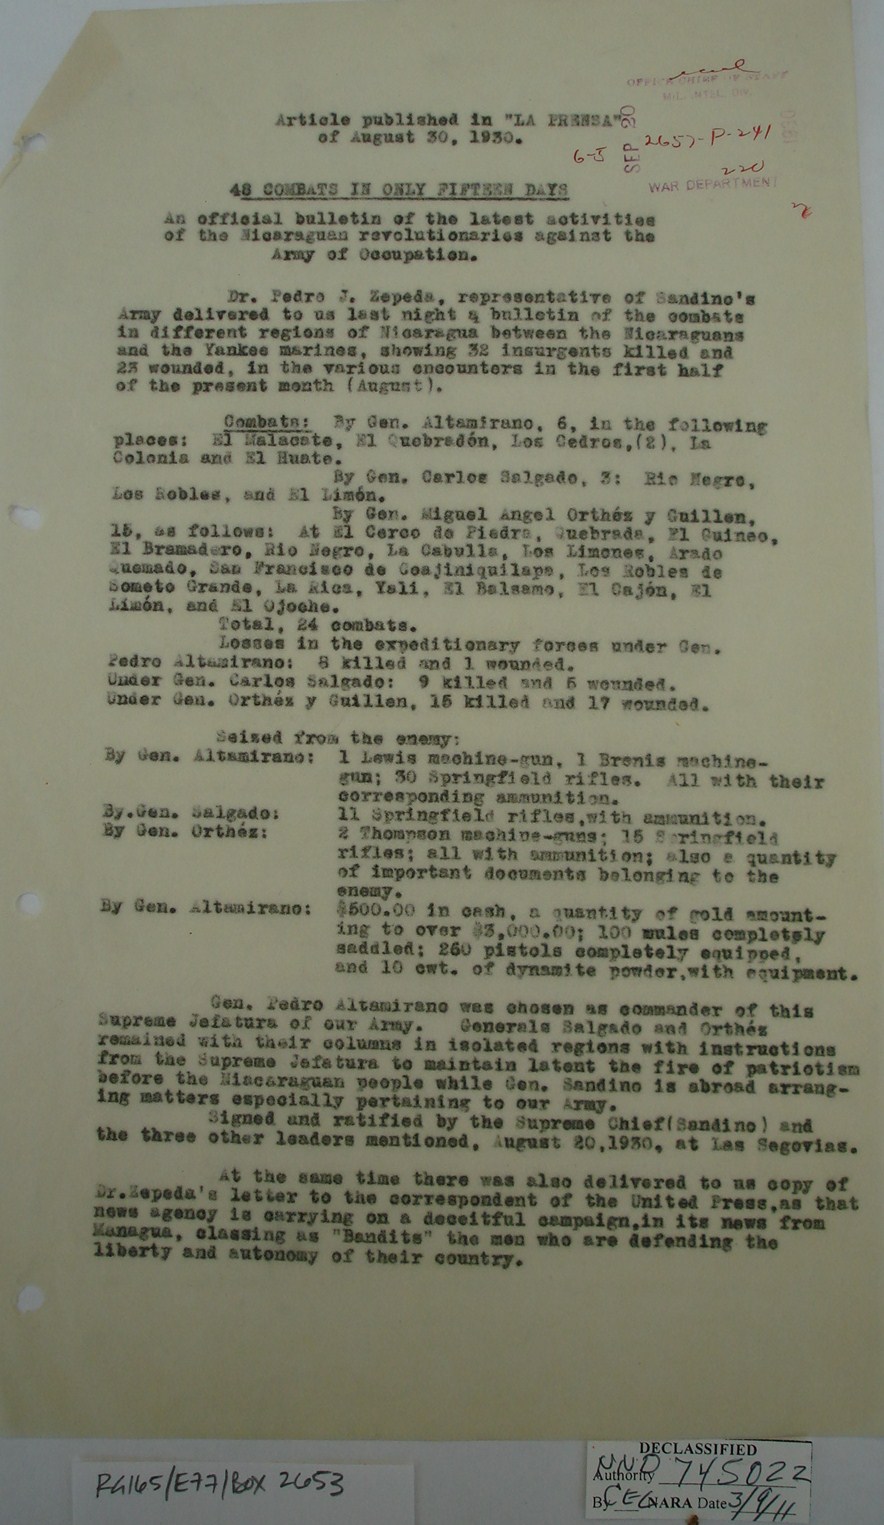 Article published in "LA PRENSA"
of August 30, 1930.
OFFICE CHIEF OF STAFF
MIL. INTEL. DIV.
SEP 20
2657-P-241
6-5
220
WAR DEPARTMENT
2
48 COMBATS IN ONLY FIFTEEN DAYS
An official bulletin of the latest activities
of the Nicaraguan revolutionaries against the
Army of Occupation.
Dr. Pedro J. Zepeda, representative of Sandino's
Army delivered to us last night a bulletin of the combats
in different regions of Nicaragua between the Nicaraguans
and the Yankee marines, showing 32 insurgents killed and
23 wounded, in the various encounters in the first half
of the present month (August).
Combats: By Gen. Altamirano, 6, in the following
places: El Malacate, El Quebradón, Los Cedros,(2), La
Colonia and El Huate.
By Gen. Carlos Salgado, 3: Rio Negro,
Los Robles, and El Limón.
By Gen. Miguel Angel Orthéz y Guillen,
15, as follows: At El Cerco de Piedra, Quebrada, El Guineo,
El Bramadero, Rio Negro, La Cabulla, Los Limones, Arado
Quemado, San Francisco de Coajiniquilapa, Los Robles de
Someto Grande, La Rica, Yali, El Balsamo, El Cajón, El
Limón, and El Ojoche.
Total, 24 combats.
Losses in the expeditionary forces under Gen.
Pedro Altamirano: 8 killed and 1 wounded.
Under Gen. Carlos Salgado: 9 killed and 5 wounded.
Under Gen. Orthéz y Guillen, 15 killed and 17 wounded.
Seized from the enemy:
By Gen. Altamirano: 1 Lewis machine-gun, 1 Brenis machine-
gun; 30 Springfield rifles. All with their
corresponding ammunition.
By.Gen. Salgado: 11 Springfield rifles,with ammunition.
By Gen. Orthéz: 2 Thompson machine-guns; 15 Springfield
rifles; all with ammunition; also a quantity
of important documents belonging to the
enemy.
By Gen. Altamirano: $500.00 in cash, a quantity of gold amount-
ing to over $3,000.00; 100 mules completely
saddled; 260 pistols completely equipped,
and 10 cwt. of dynamite powder,with equipment.
Gen. Pedro Altamirano was chosen as commander of this
Supreme Jefatura of our Army. Generals Salgado and Orthéz
remained with their columns in isolated regions with instructions
from the Supreme Jefatura to maintain latent the fire of patriotism
before the Niacaraguan people while Gen. Sandino is abroad arrang-
ing matters especially pertaining to our Army.
Signed and ratified by the Supreme Chief(Sandino) and
the three other leaders mentioned, August 20,1930, at Las Segovias.
At the same time there was also delivered to us copy of
Dr.Zepeda's letter to the correspondent of the United Press,as that
news agency is carrying on a deceitful campaign,in its news from
Managua, classing as "Bandits" the men who are defending the
liberty and autonomy of their country.
RG165/E77/BOX 2653
DECLASSIFIED
Authority NND 745022
By CEG NARA Date 3/9/11